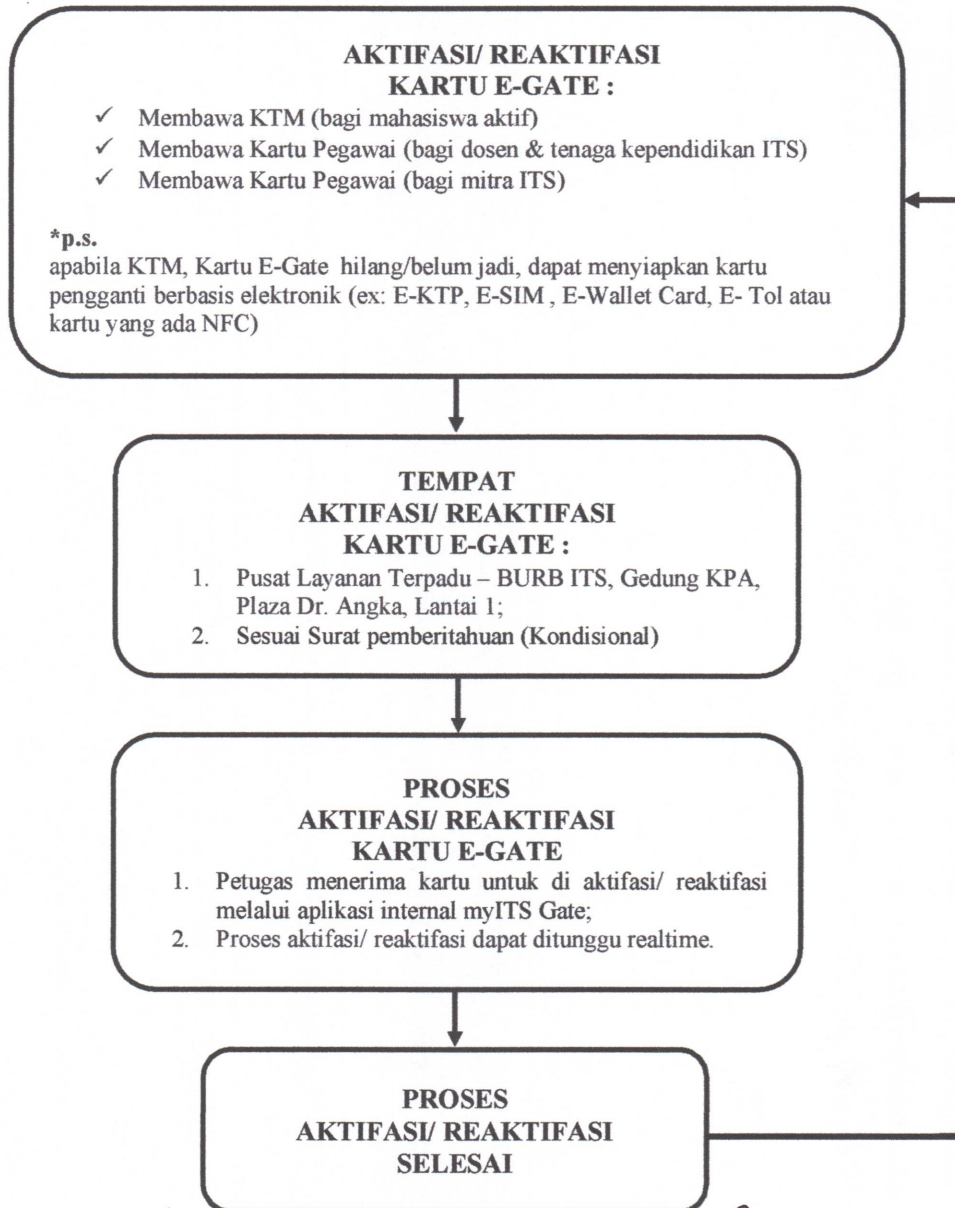 AKTIFASI/ REAKTIFASI
KARTU E-GATE :
✓ Membawa KTM (bagi mahasiswa aktif)
✓ Membawa Kartu Pegawai (bagi dosen & tenaga kependidikan ITS)
✓ Membawa Kartu Pegawai (bagi mitra ITS)
*p.s.
apabila KTM, Kartu E-Gate hilang/belum jadi, dapat menyiapkan kartu
pengganti berbasis elektronik (ex: E-KTP, E-SIM , E-Wallet Card, E- Tol atau
kartu yang ada NFC)
TEMPAT
AKTIFASI/ REAKTIFASI
KARTU E-GATE :
1. Pusat Layanan Terpadu – BURB ITS, Gedung KPA,
Plaza Dr. Angka, Lantai 1;
2. Sesuai Surat pemberitahuan (Kondisional)
PROSES
AKTIFASI/ REAKTIFASI
KARTU E-GATE
1. Petugas menerima kartu untuk di aktifasi/ reaktifasi
melalui aplikasi internal myITS Gate;
2. Proses aktifasi/ reaktifasi dapat ditunggu realtime.
PROSES
AKTIFASI/ REAKTIFASI
SELESAI